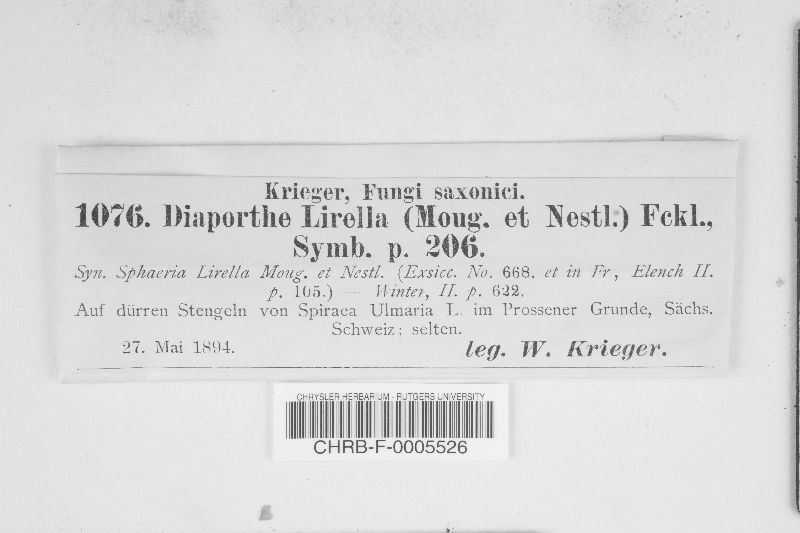 Krieger, Fungi saxonici.
1076. Diaporthe Lirella (Moug. et Nestl.) Fckl.,
Symb. p. 206.
Syn. Sphaeria Lirella Moug. et Nestl. (Exsicc. No. 668. et in Fr, Elench II.
p. 105.) — Winter, II. p. 622.
Auf dürren Stengeln von Spiraea Ulmaria L. im Prossener Grunde, Sächs.
Schweiz; selten.
27. Mai 1894. leg. W. Krieger.
CHRYSLER HERBARIUM - RUTGERS UNIVERSITY
CHRB-F-0005526